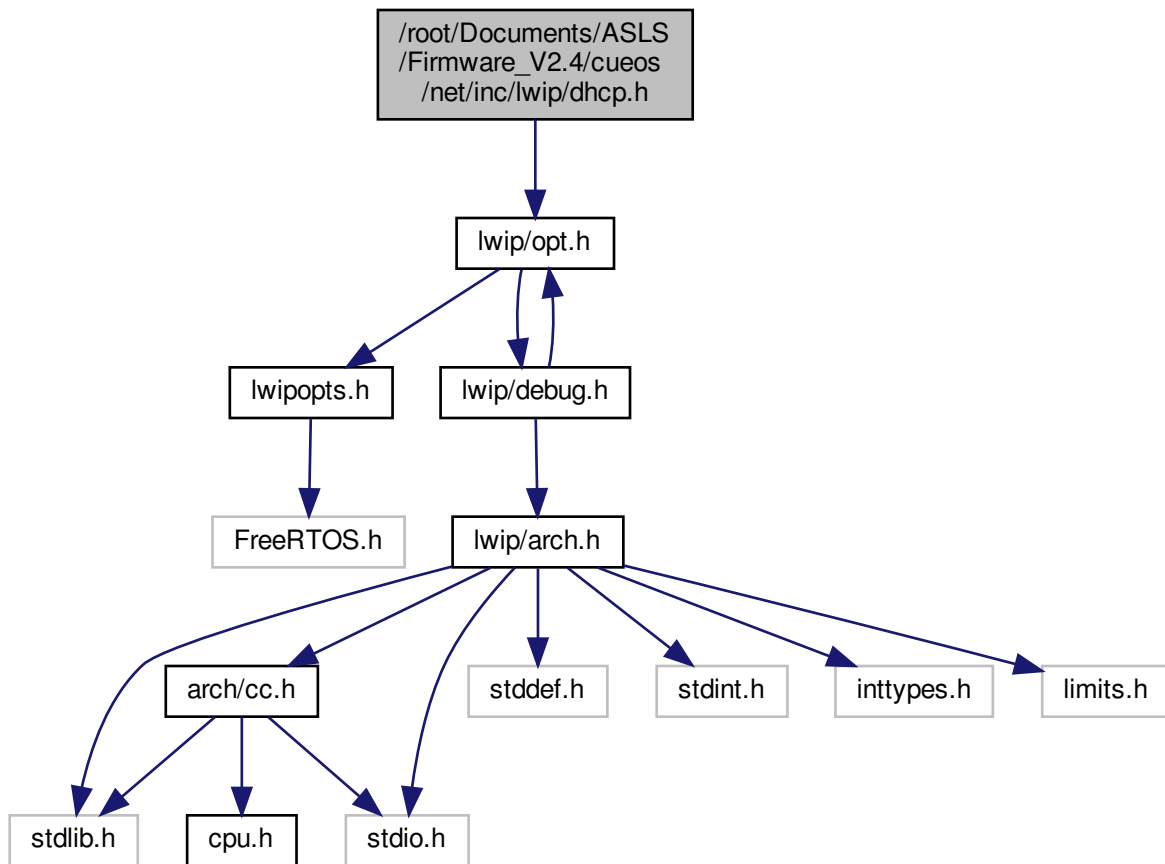 /root/Documents/ASLS
/Firmware_V2.4/cueos
/net/inc/lwip/dhcp.h
lwip/opt.h
lwipopts.h
lwip/debug.h
FreeRTOS.h
lwip/arch.h
arch/cc.h
stddef.h
stdint.h
inttypes.h
limits.h
stdlib.h
cpu.h
stdio.h